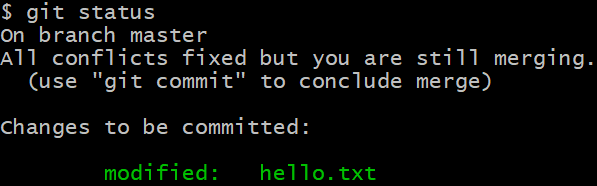 $ git status
On branch master
All conflicts fixed but you are still merging.
  (use "git commit" to conclude merge)

Changes to be committed:

        modified:   hello.txt